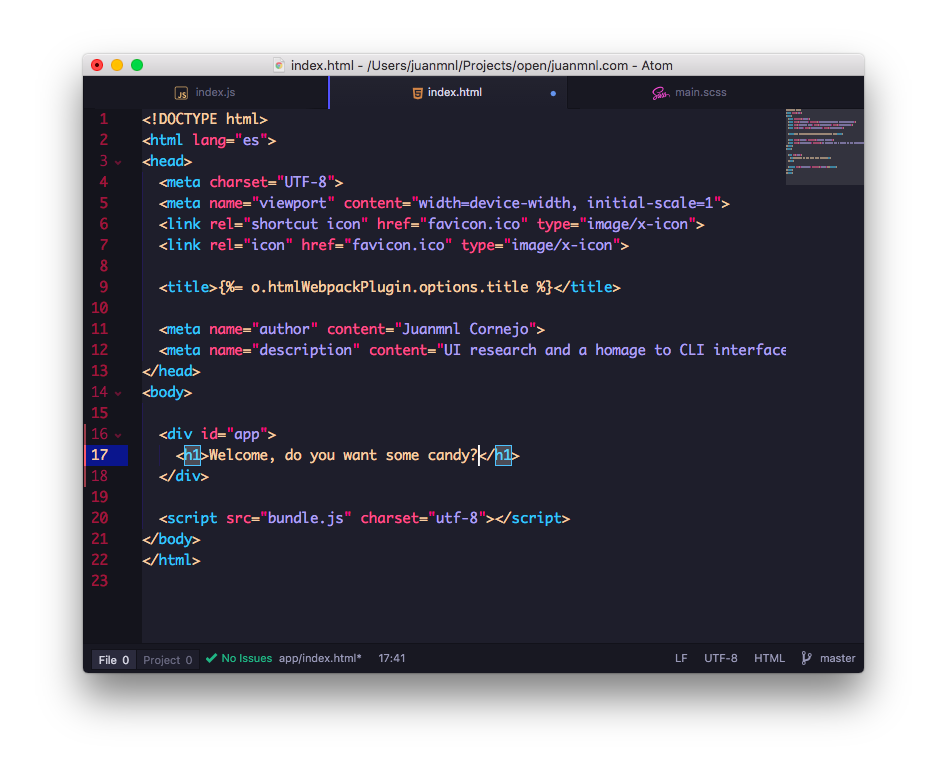 index.html - /Users/juanmnl/Projects/open/juanmnl.com - Atom
JS index.js index.html Sass main.scss
1 <!DOCTYPE html>
2 <html lang="es">
3 <head>
4 <meta charset="UTF-8">
5 <meta name="viewport" content="width=device-width, initial-scale=1">
6 <link rel="shortcut icon" href="favicon.ico" type="image/x-icon">
7 <link rel="icon" href="favicon.ico" type="image/x-icon">
8
9 <title>{%= o.htmlWebpackPlugin.options.title %}</title>
10
11 <meta name="author" content="Juanmnl Cornejo">
12 <meta name="description" content="UI research and a homage to CLI interface
13 </head>
14 <body>
15
16 <div id="app">
17 <h1>Welcome, do you want some candy?</h1>
18 </div>
19
20 <script src="bundle.js" charset="utf-8"></script>
21 </body>
22 </html>
23
File 0 Project 0 No Issues app/index.html* 17:41 LF UTF-8 HTML master